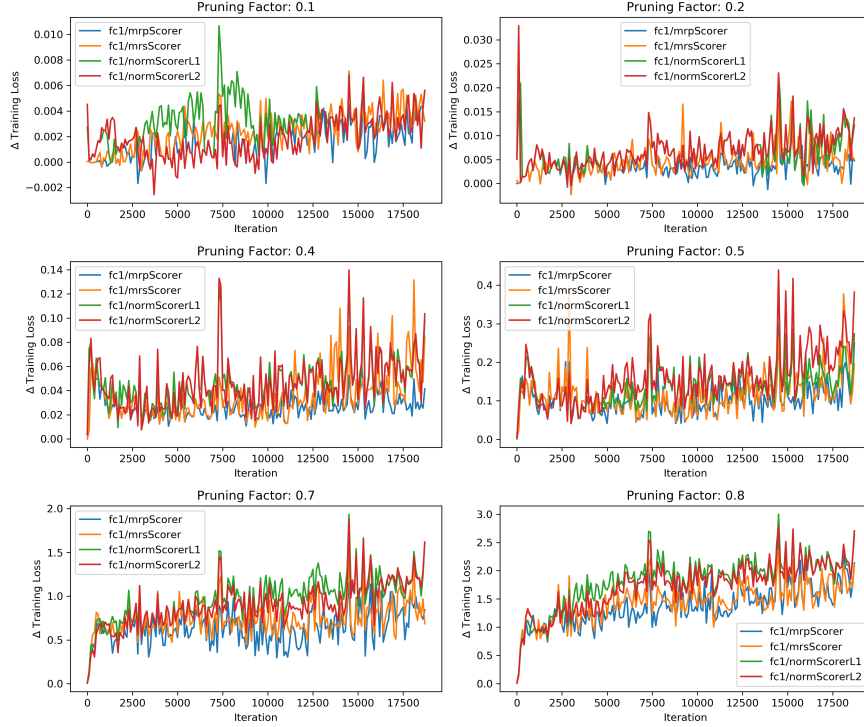 Pruning Factor: 0.1
Δ Training Loss
0.010
0.008
0.006
0.004
0.002
0.000
−0.002
fc1/mrpScorer
fc1/mrsScorer
fc1/normScorerL1
fc1/normScorerL2
0 2500 5000 7500 10000 12500 15000 17500
Iteration
Pruning Factor: 0.2
Δ Training Loss
0.030
0.025
0.020
0.015
0.010
0.005
0.000
fc1/mrpScorer
fc1/mrsScorer
fc1/normScorerL1
fc1/normScorerL2
0 2500 5000 7500 10000 12500 15000 17500
Iteration
Pruning Factor: 0.4
Δ Training Loss
0.14
0.12
0.10
0.08
0.06
0.04
0.02
0.00
fc1/mrpScorer
fc1/mrsScorer
fc1/normScorerL1
fc1/normScorerL2
0 2500 5000 7500 10000 12500 15000 17500
Iteration
Pruning Factor: 0.5
Δ Training Loss
0.4
0.3
0.2
0.1
0.0
fc1/mrpScorer
fc1/mrsScorer
fc1/normScorerL1
fc1/normScorerL2
0 2500 5000 7500 10000 12500 15000 17500
Iteration
Pruning Factor: 0.7
Δ Training Loss
2.0
1.5
1.0
0.5
0.0
fc1/mrpScorer
fc1/mrsScorer
fc1/normScorerL1
fc1/normScorerL2
0 2500 5000 7500 10000 12500 15000 17500
Iteration
Pruning Factor: 0.8
Δ Training Loss
3.0
2.5
2.0
1.5
1.0
0.5
0.0
fc1/mrpScorer
fc1/mrsScorer
fc1/normScorerL1
fc1/normScorerL2
0 2500 5000 7500 10000 12500 15000 17500
Iteration